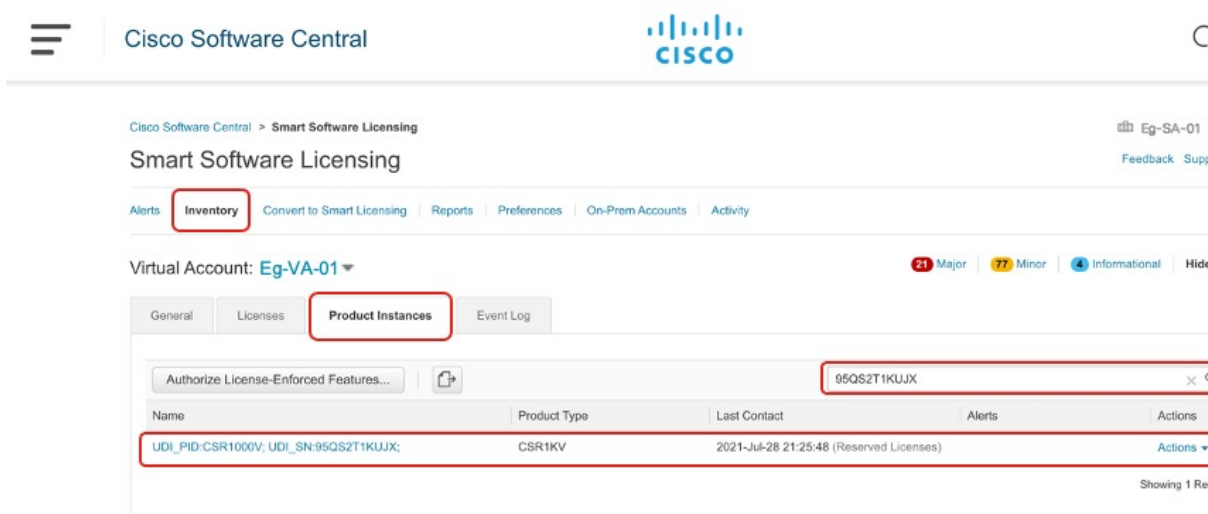 Cisco Software Central
CISCO
Cisco Software Central > Smart Software Licensing
Eg-SA-01
Smart Software Licensing
Feedback
Alerts Inventory Convert to Smart Licensing Reports Preferences On-Prem Accounts Activity
Virtual Account: Eg-VA-01
21 Major 77 Minor 4 Informational Hide
General Licenses Product Instances Event Log
Authorize License-Enforced Features...
95QS2T1KUJX
Name Product Type Last Contact Alerts Actions
UDI_PID:CSR1000V; UDI_SN:95QS2T1KUJX; CSR1KV 2021-Jul-28 21:25:48 (Reserved Licenses) Actions
Showing 1